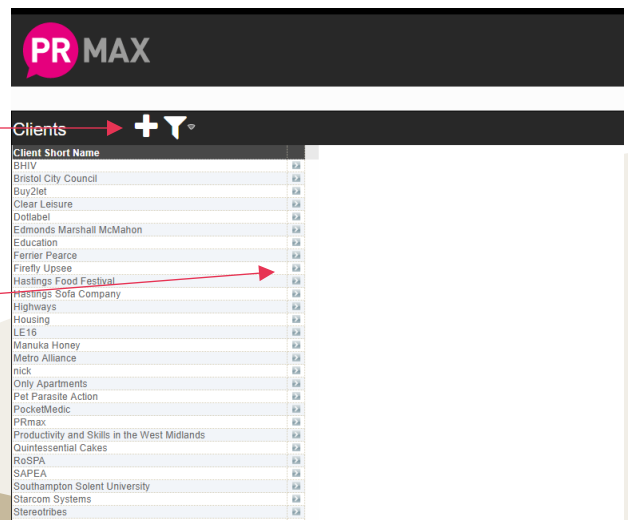 PR MAX
Clients
Client Short Name
BHIV
Bristol City Council
Buy2let
Clear Leisure
Dotlabel
Edmonds Marshall McMahon
Education
Ferrier Pearce
Firefly Upsee
Hastings Food Festival
Hastings Sofa Company
Highways
Housing
LE16
Manuka Honey
Metro Alliance
nick
Only Apartments
Pet Parasite Action
PocketMedic
PRmax
Productivity and Skills in the West Midlands
Quintessential Cakes
RoSPA
SAPEA
Southampton Solent University
Starcom Systems
Stereotribes